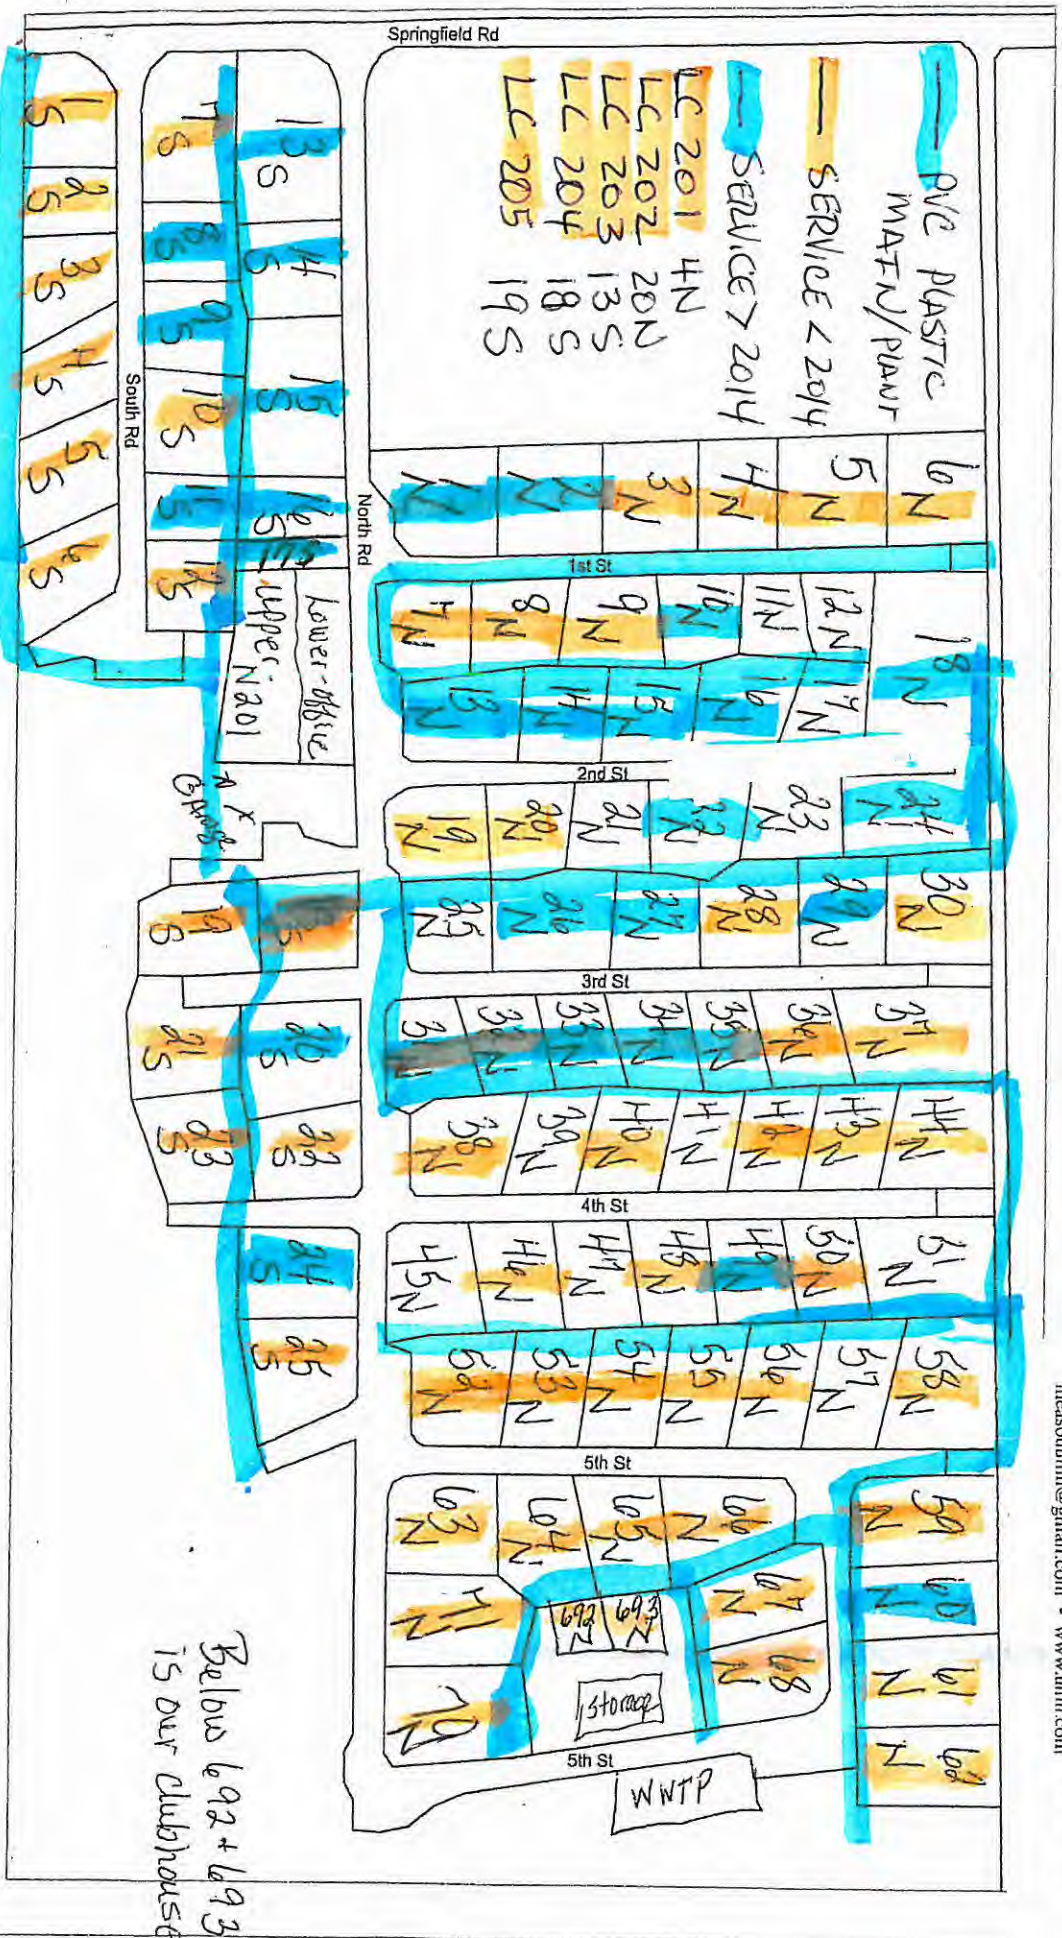 Springfield Rd
PVC PLASTIC
MAIN/PLANT
SERVICE < 2014
SERVICE > 2014
LC 201 4N
LC 202 20N
LC 203 13S
LC 204 18S
LC 205 19S
6N
5N
4N
3N
2N
1N
1st St
North Rd
South Rd
1S
2S
3S
4S
5S
6S
7S
8S
9S
10S
11S
12S
13S
14S
15S
16S
Lower-office
upper-
N201
GARAGE
7N
8N
9N
10N
11N
12N
18N
13N
14N
15N
16N
17N
2nd St
19N
20N
21N
22N
23N
24N
25N
26N
27N
28N
29N
30N
3rd St
19S
20S
21S
22S
23S
24S
25S
31N
32N
33N
34N
35N
36N
37N
38N
39N
40N
41N
42N
43N
44N
4th St
45N
46N
47N
48N
49N
50N
51N
52N
53N
54N
55N
56N
57N
58N
5th St
63N
64N
65N
66N
59N
60N
61N
62N
67N
68N
71N
70N
692
N
693
N
Storage
5th St
WWTP
Below 692 + 693
is our clubhouse